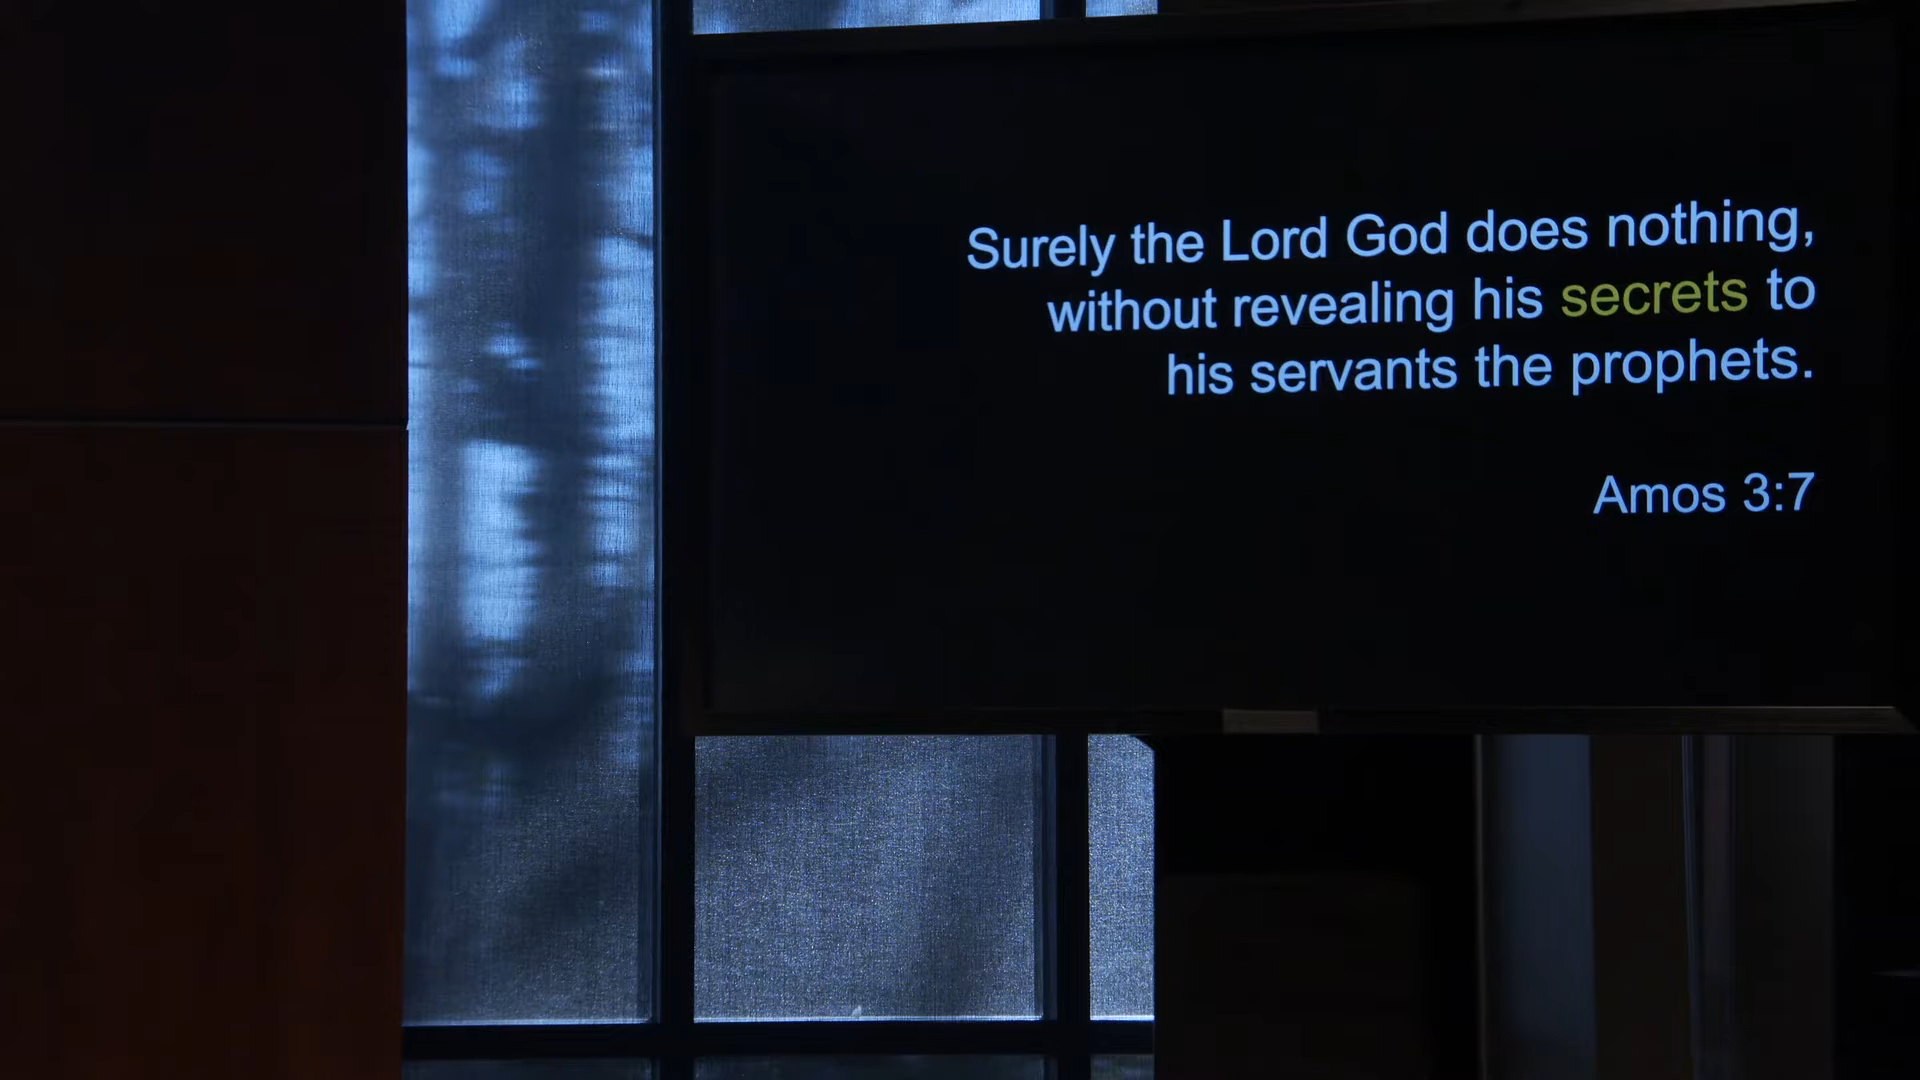 Surely the Lord God does nothing,
without revealing his secrets to
his servants the prophets.
Amos 3:7